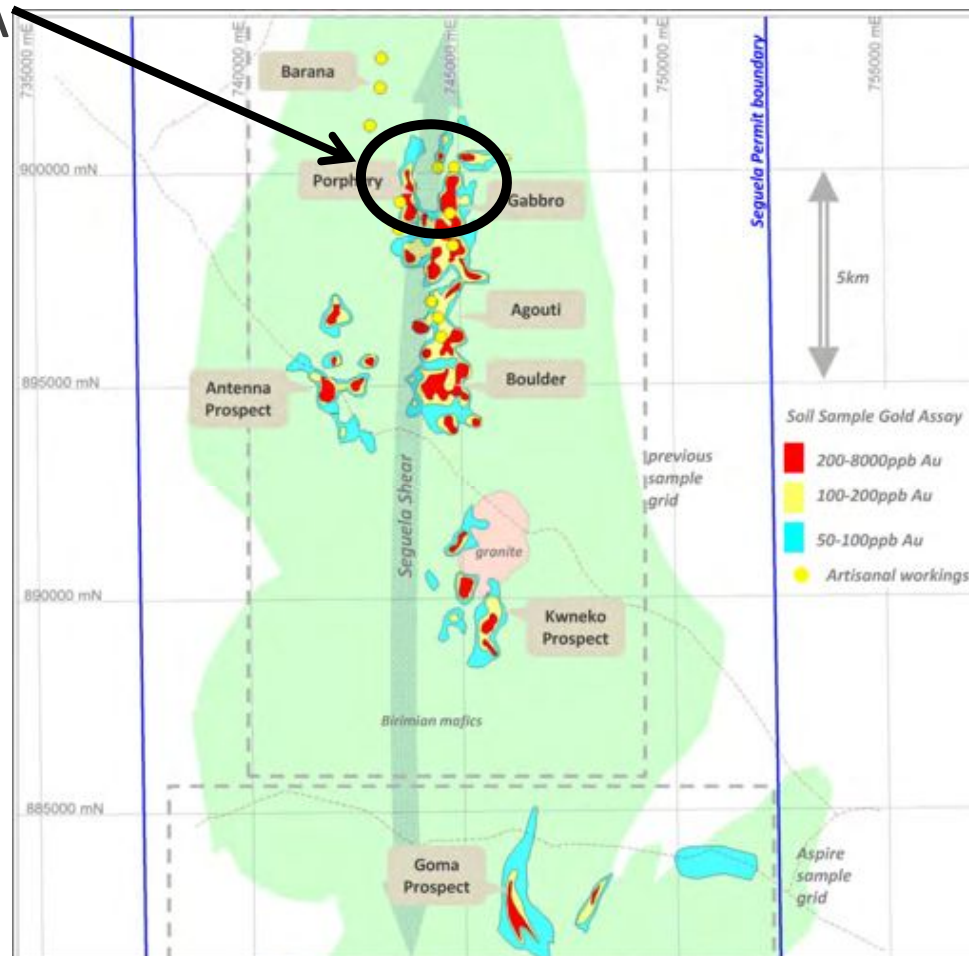 A
735000 mE
740000 mE
745000 mE
750000 mE
755000 mE
Barana
900000 mN
Porphyry
Gabbro
Seguela Permit boundary
5km
Agouti
895000 mN
Antenna
Prospect
Boulder
Soil Sample Gold Assay
200-8000ppb Au
100-200ppb Au
50-100ppb Au
Artisanal workings
previous
sample
grid
Seguela Shear
granite
890000 mN
Kwneko
Prospect
Birimian mafics
885000 mN
Goma
Prospect
Aspire
sample
grid